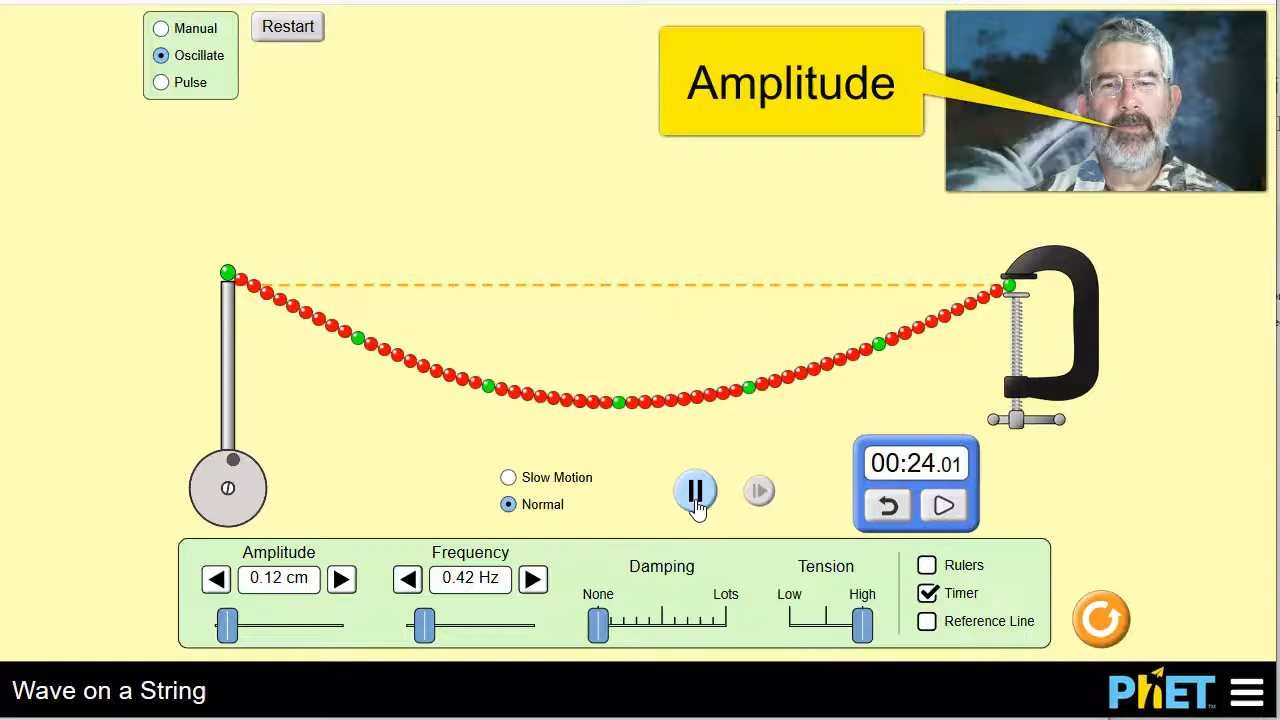 Manual
Oscillate
Pulse
Restart
Amplitude
Slow Motion
Normal
00:24.01
Amplitude
0.12 cm
Frequency
0.42 Hz
Damping
None
Lots
Tension
Low
High
Rulers
Timer
Reference Line
Wave on a String
PhET™